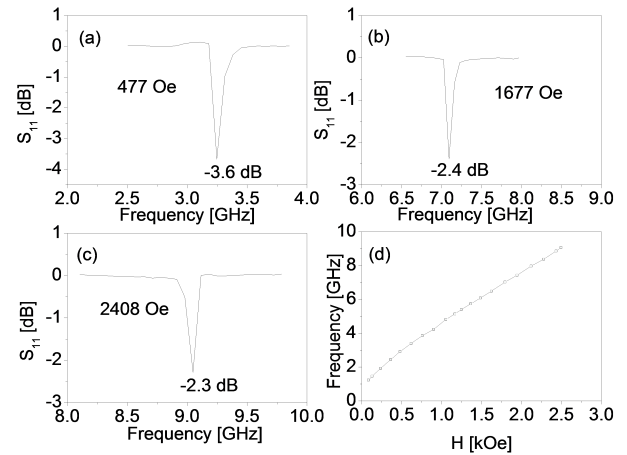 (a)
477 Oe
-3.6 dB
S11 [dB]
1
0
-1
-2
-3
-4
2.0 2.5 3.0 3.5 4.0
Frequency [GHz]
(b)
1677 Oe
-2.4 dB
S11 [dB]
1
0
-1
-2
-3
6.0 6.5 7.0 7.5 8.0 8.5 9.0
Frequency [GHz]
(c)
2408 Oe
-2.3 dB
S11 [dB]
1
0
-1
-2
-3
8.0 8.5 9.0 9.5 10.0
Frequency [GHz]
(d)
Frequency [GHz]
10
8
6
4
2
0
0.0 0.5 1.0 1.5 2.0 2.5 3.0
H [kOe]